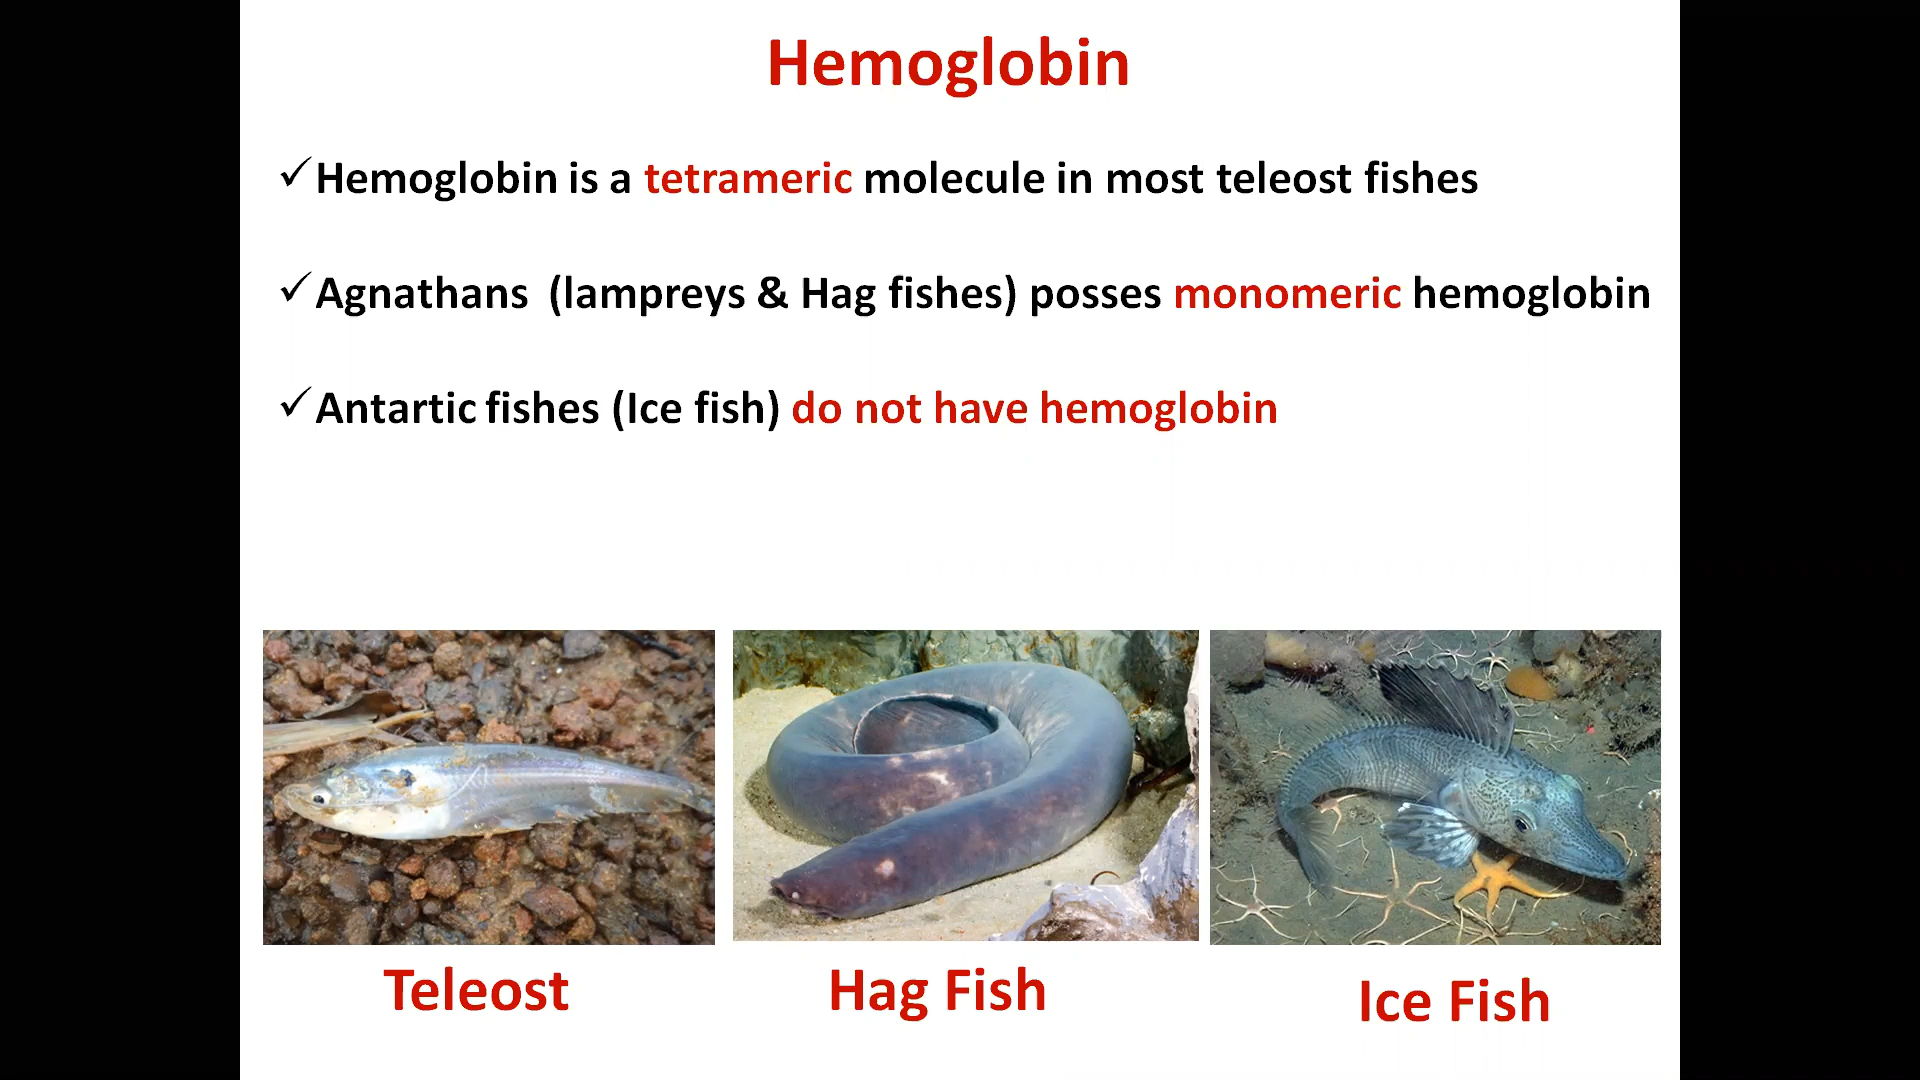 Hemoglobin
✓Hemoglobin is a tetrameric molecule in most teleost fishes
✓Agnathans (lampreys & Hag fishes) posses monomeric hemoglobin
✓Antartic fishes (Ice fish) do not have hemoglobin
Teleost
Hag Fish
Ice Fish